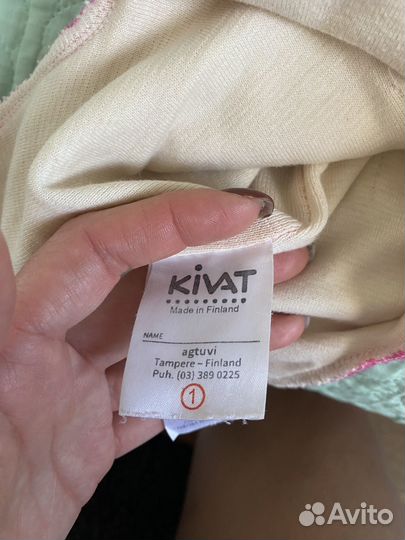 KiVAT
Made in Finland
NAME
agtuvi
Tampere – Finland
Puh. (03) 389 0225
1
Avito